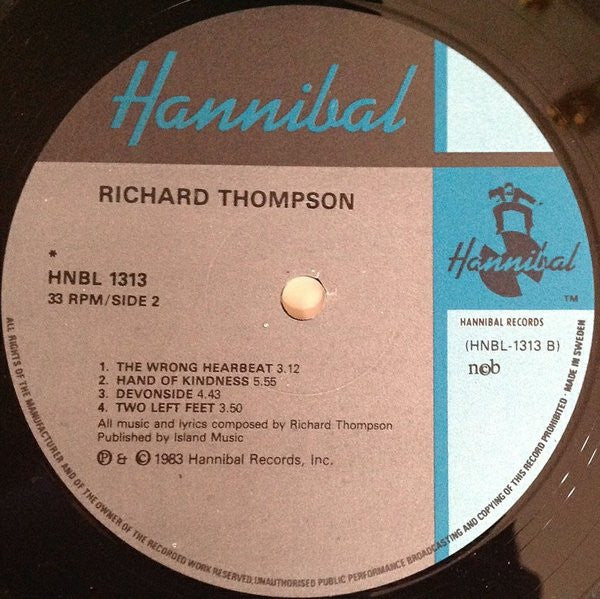 Hannibal
RICHARD THOMPSON
*
HNBL 1313
33 RPM/SIDE 2
Hannibal
TM
HANNIBAL RECORDS
(HNBL-1313 B)
n©b
1. THE WRONG HEARBEAT 3.12
2. HAND OF KINDNESS 5.55
3. DEVONSIDE 4.43
4. TWO LEFT FEET 3.50
All music and lyrics composed by Richard Thompson
Published by Island Music
℗ & © 1983 Hannibal Records, Inc.
ALL RIGHTS OF THE MANUFACTURER AND OF THE OWNER OF THE RECORDED WORK RESERVED, UNAUTHORISED PUBLIC PERFORMANCE BROADCASTING AND COPYING OF THIS RECORD PROHIBITED · MADE IN SWEDEN